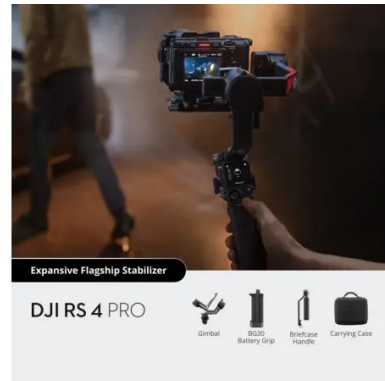 Expansive Flagship Stabilizer
DJI RS 4 PRO
Gimbal
BG30
Battery Grip
Briefcase
Handle
Carrying Case